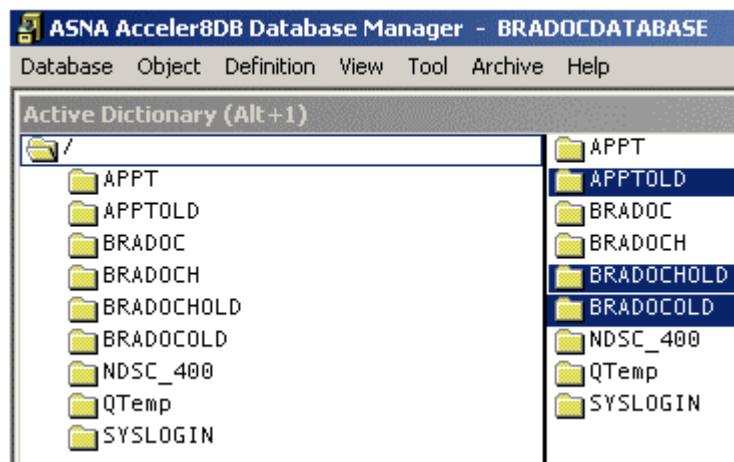 ASNA Acceler8DB Database Manager - BRADOCDATABASE
Database Object Definition View Tool Archive Help
Active Dictionary (Alt+1)
/
APPT
APPTOLD
BRADOC
BRADOCH
BRADOCHOLD
BRADOCOLD
NDSC_400
QTemp
SYSLOGIN
APPT
APPTOLD
BRADOC
BRADOCH
BRADOCHOLD
BRADOCOLD
NDSC_400
QTemp
SYSLOGIN